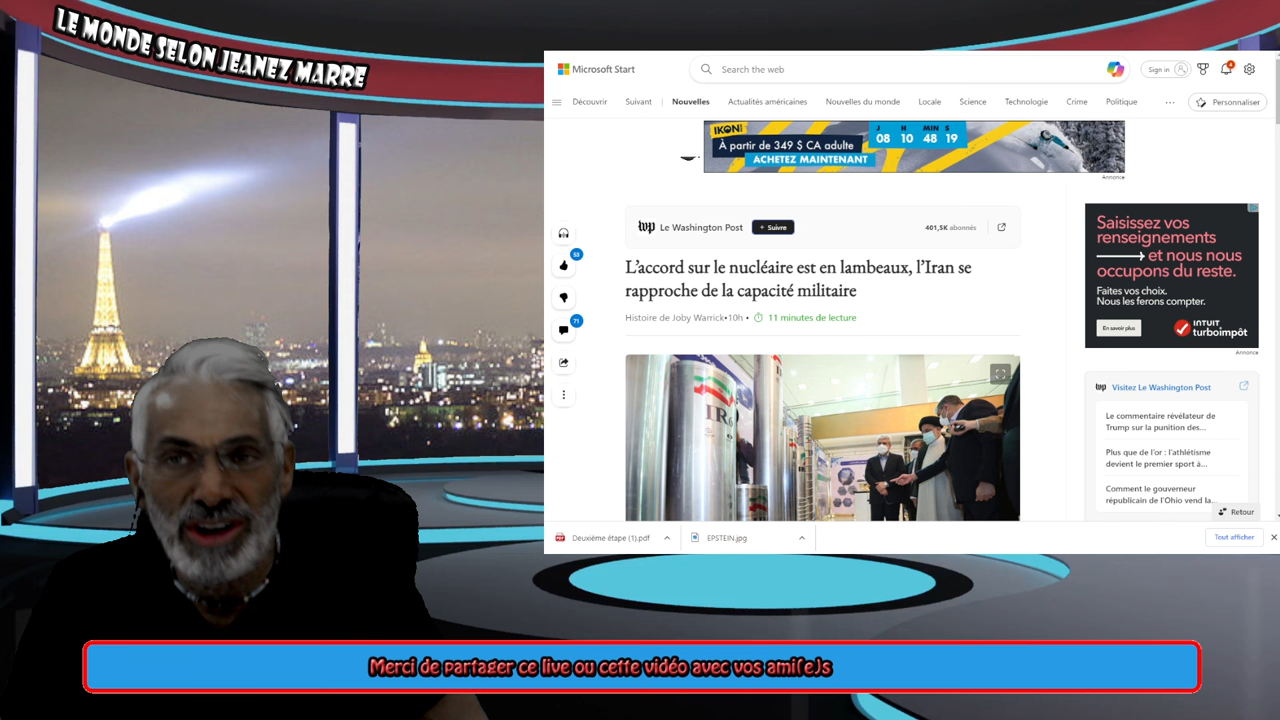 LE MONDE SELON JEANEZ MARRE
Microsoft Start
Search the web
Sign in
4
Découvrir
Suivant
Nouvelles
Actualités américaines
Nouvelles du monde
Locale
Science
Technologie
Crime
Politique
...
Personnaliser
IKON!
À partir de 349 $ CA adulte
ACHETEZ MAINTENANT
J H MIN S
08 10 48 19
Annonce
wp Le Washington Post
+ Suivre
401,5K abonnés
53
71
L'accord sur le nucléaire est en lambeaux, l'Iran se
rapproche de la capacité militaire
Histoire de Joby Warrick•10h •
11 minutes de lecture
Saisissez vos
renseignements
et nous nous
occupons du reste.
Faites vos choix.
Nous les ferons compter.
En savoir plus
INTUIT
turboimpôt
Annonce
wp Visitez Le Washington Post
Le commentaire révélateur de
Trump sur la punition des...
Plus que de l'or : l'athlétisme
devient le premier sport à...
Comment le gouverneur
républicain de l'Ohio vend la...
Retour
Deuxième étape (1).pdf
EPSTEIN.jpg
Tout afficher
Merci de partager ce live ou cette vidéo avec vos ami(e)s